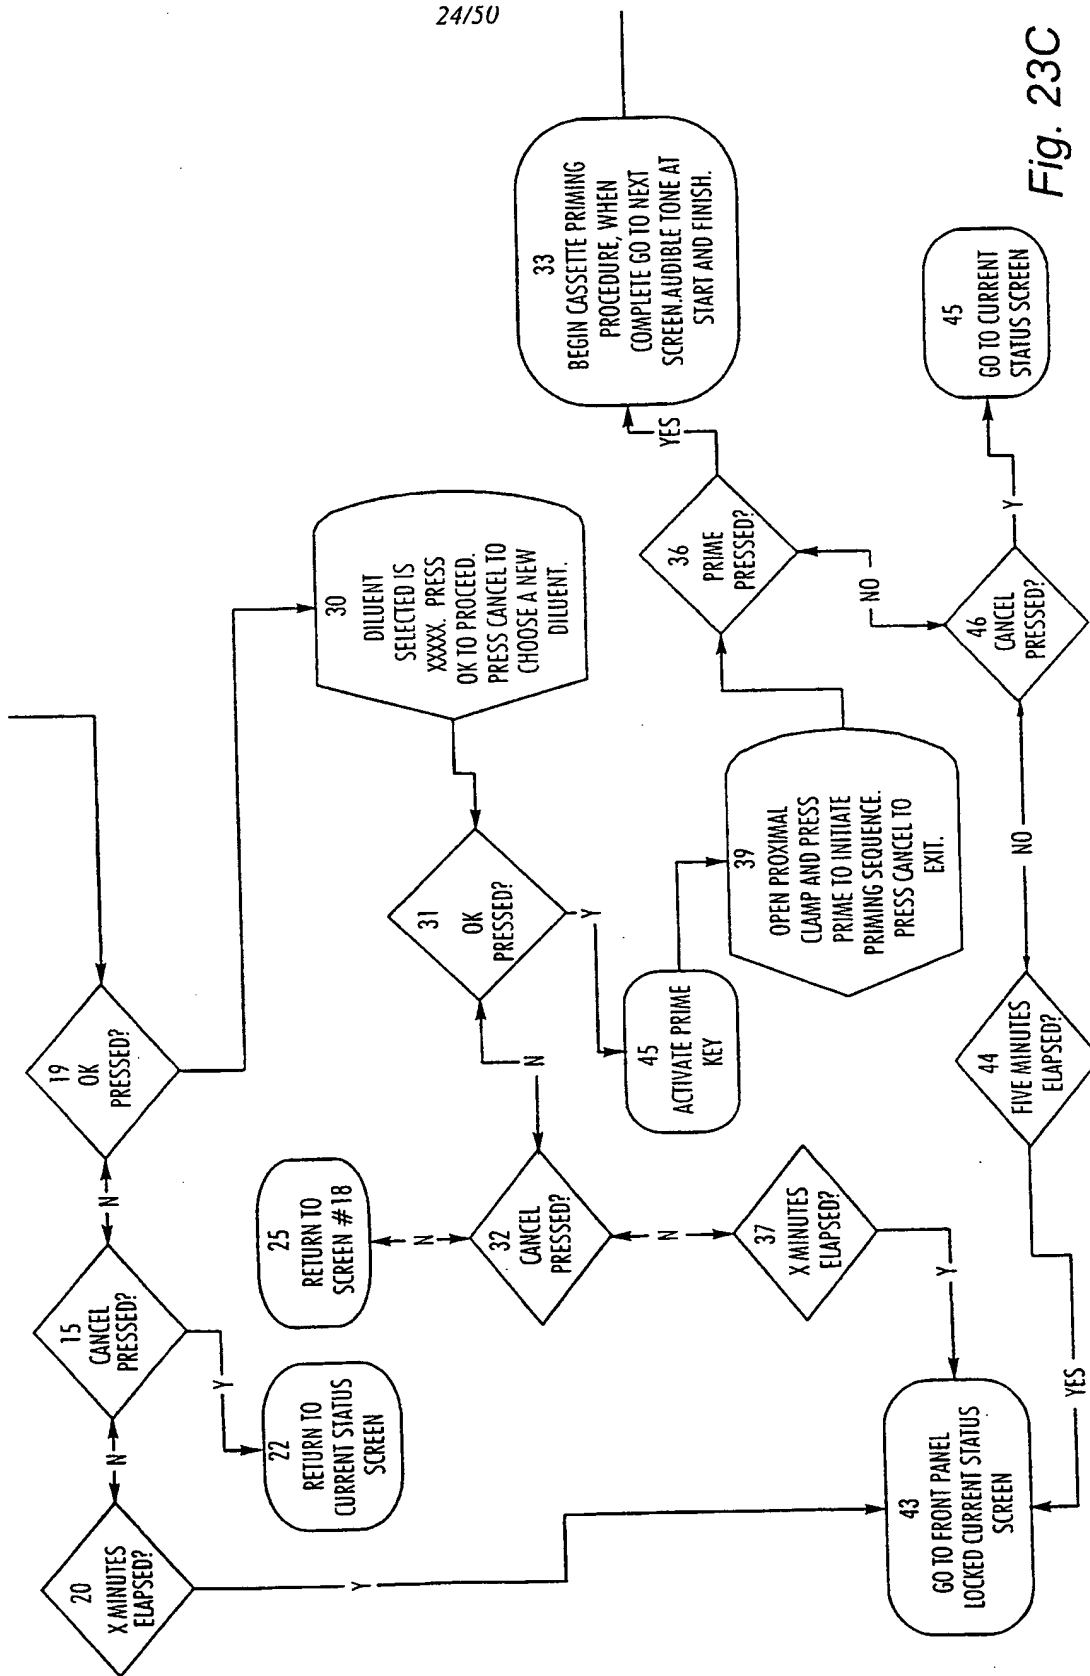 24/50
20
X MINUTES
ELAPSED?
N
15
CANCEL
PRESSED?
N
19
OK
PRESSED?
Y
Y
22
RETURN TO
CURRENT STATUS
SCREEN
25
RETURN TO
SCREEN #18
N
30
DILUENT
SELECTED IS
XXXX. PRESS
OK TO PROCEED.
PRESS CANCEL TO
CHOOSE A NEW
DILUENT.
31
OK
PRESSED?
N
Y
32
CANCEL
PRESSED?
N
37
X MINUTES
ELAPSED?
Y
45
ACTIVATE PRIME
KEY
39
OPEN PROXIMAL
CLAMP AND PRESS
PRIME TO INITIATE
PRIMING SEQUENCE.
PRESS CANCEL TO
EXIT.
36
PRIME
PRESSED?
YES
NO
33
BEGIN CASSETTE PRIMING
PROCEDURE, WHEN
COMPLETE GO TO NEXT
SCREEN.AUDIBLE TONE AT
START AND FINISH.
43
GO TO FRONT PANEL
LOCKED CURRENT STATUS
SCREEN
YES
44
FIVE MINUTES
ELAPSED?
NO
46
CANCEL
PRESSED?
Y
45
GO TO CURRENT
STATUS SCREEN
Fig. 23C